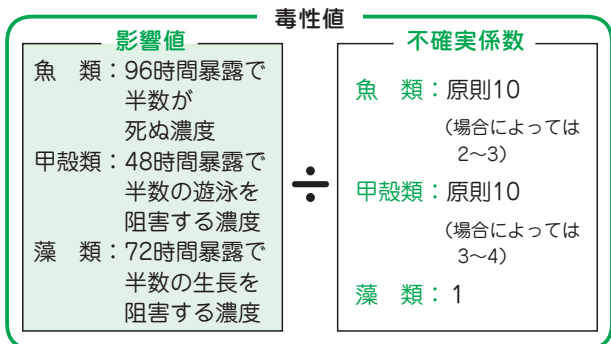 毒性値
影響値
魚　類：96時間暴露で
半数が
死ぬ濃度
甲殻類：48時間暴露で
半数の遊泳を
阻害する濃度
藻　類：72時間暴露で
半数の生長を
阻害する濃度
÷
不確実係数
魚　類：原則10
（場合によっては
2〜3）
甲殻類：原則10
（場合によっては
3〜4）
藻　類：1